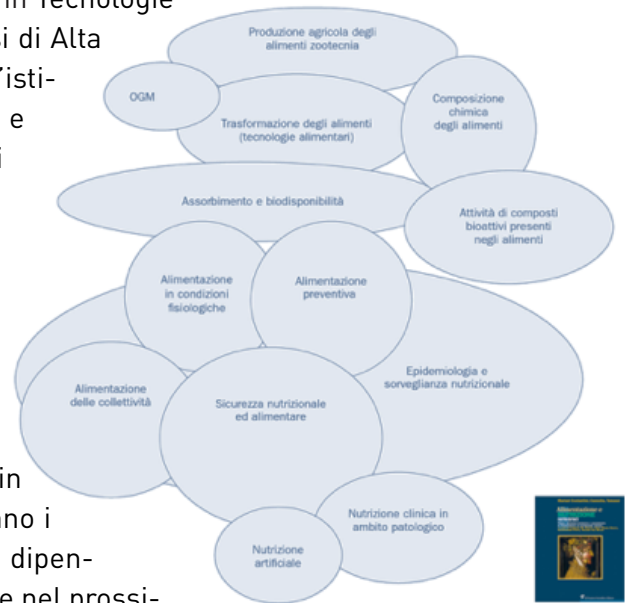 in Tecnologie
si di Alta
l’isti-
e
i
in
no i
dipen-
e nel prossi-
Produzione agricola degli
alimenti zootecnia
OGM
Trasformazione degli alimenti
(tecnologie alimentari)
Composizione
chimica
degli alimenti
Assorbimento e biodisponibilità
Attività di composti
bioattivi presenti
negli alimenti
Alimentazione
in condizioni
fisiologiche
Alimentazione
preventiva
Epidemiologia e
sorveglianza nutrizionale
Alimentazione
delle collettività
Sicurezza nutrizionale
ed alimentare
Nutrizione clinica in
ambito patologico
Nutrizione
artificiale